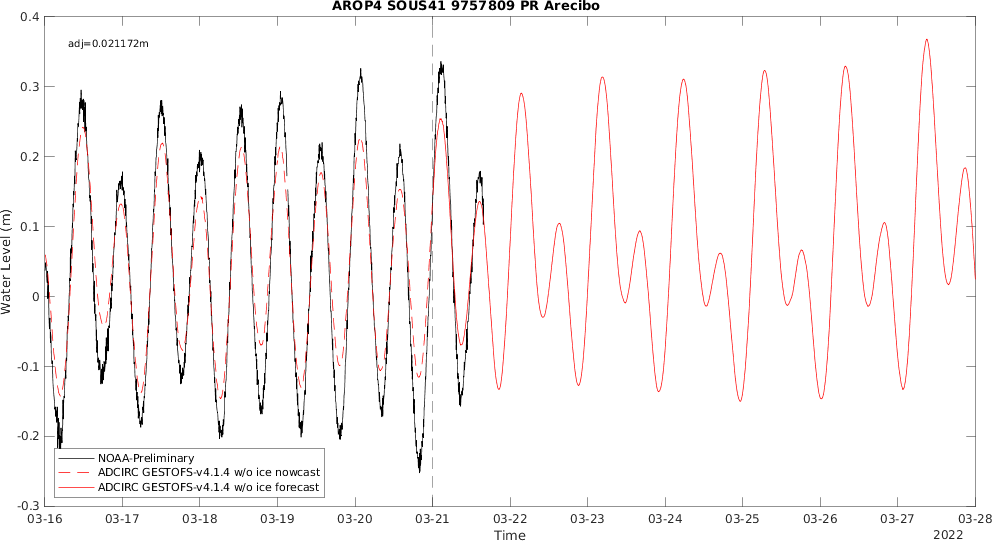 AROP4 SOUS41 9757809 PR Arecibo
adj=0.021172m
0.4
0.3
0.2
0.1
0
-0.1
-0.2
-0.3
Water Level (m)
NOAA-Preliminary
ADCIRC GESTOFS-v4.1.4 w/o ice nowcast
ADCIRC GESTOFS-v4.1.4 w/o ice forecast
03-16 03-17 03-18 03-19 03-20 03-21 03-22 03-23 03-24 03-25 03-26 03-27 03-28
Time
2022